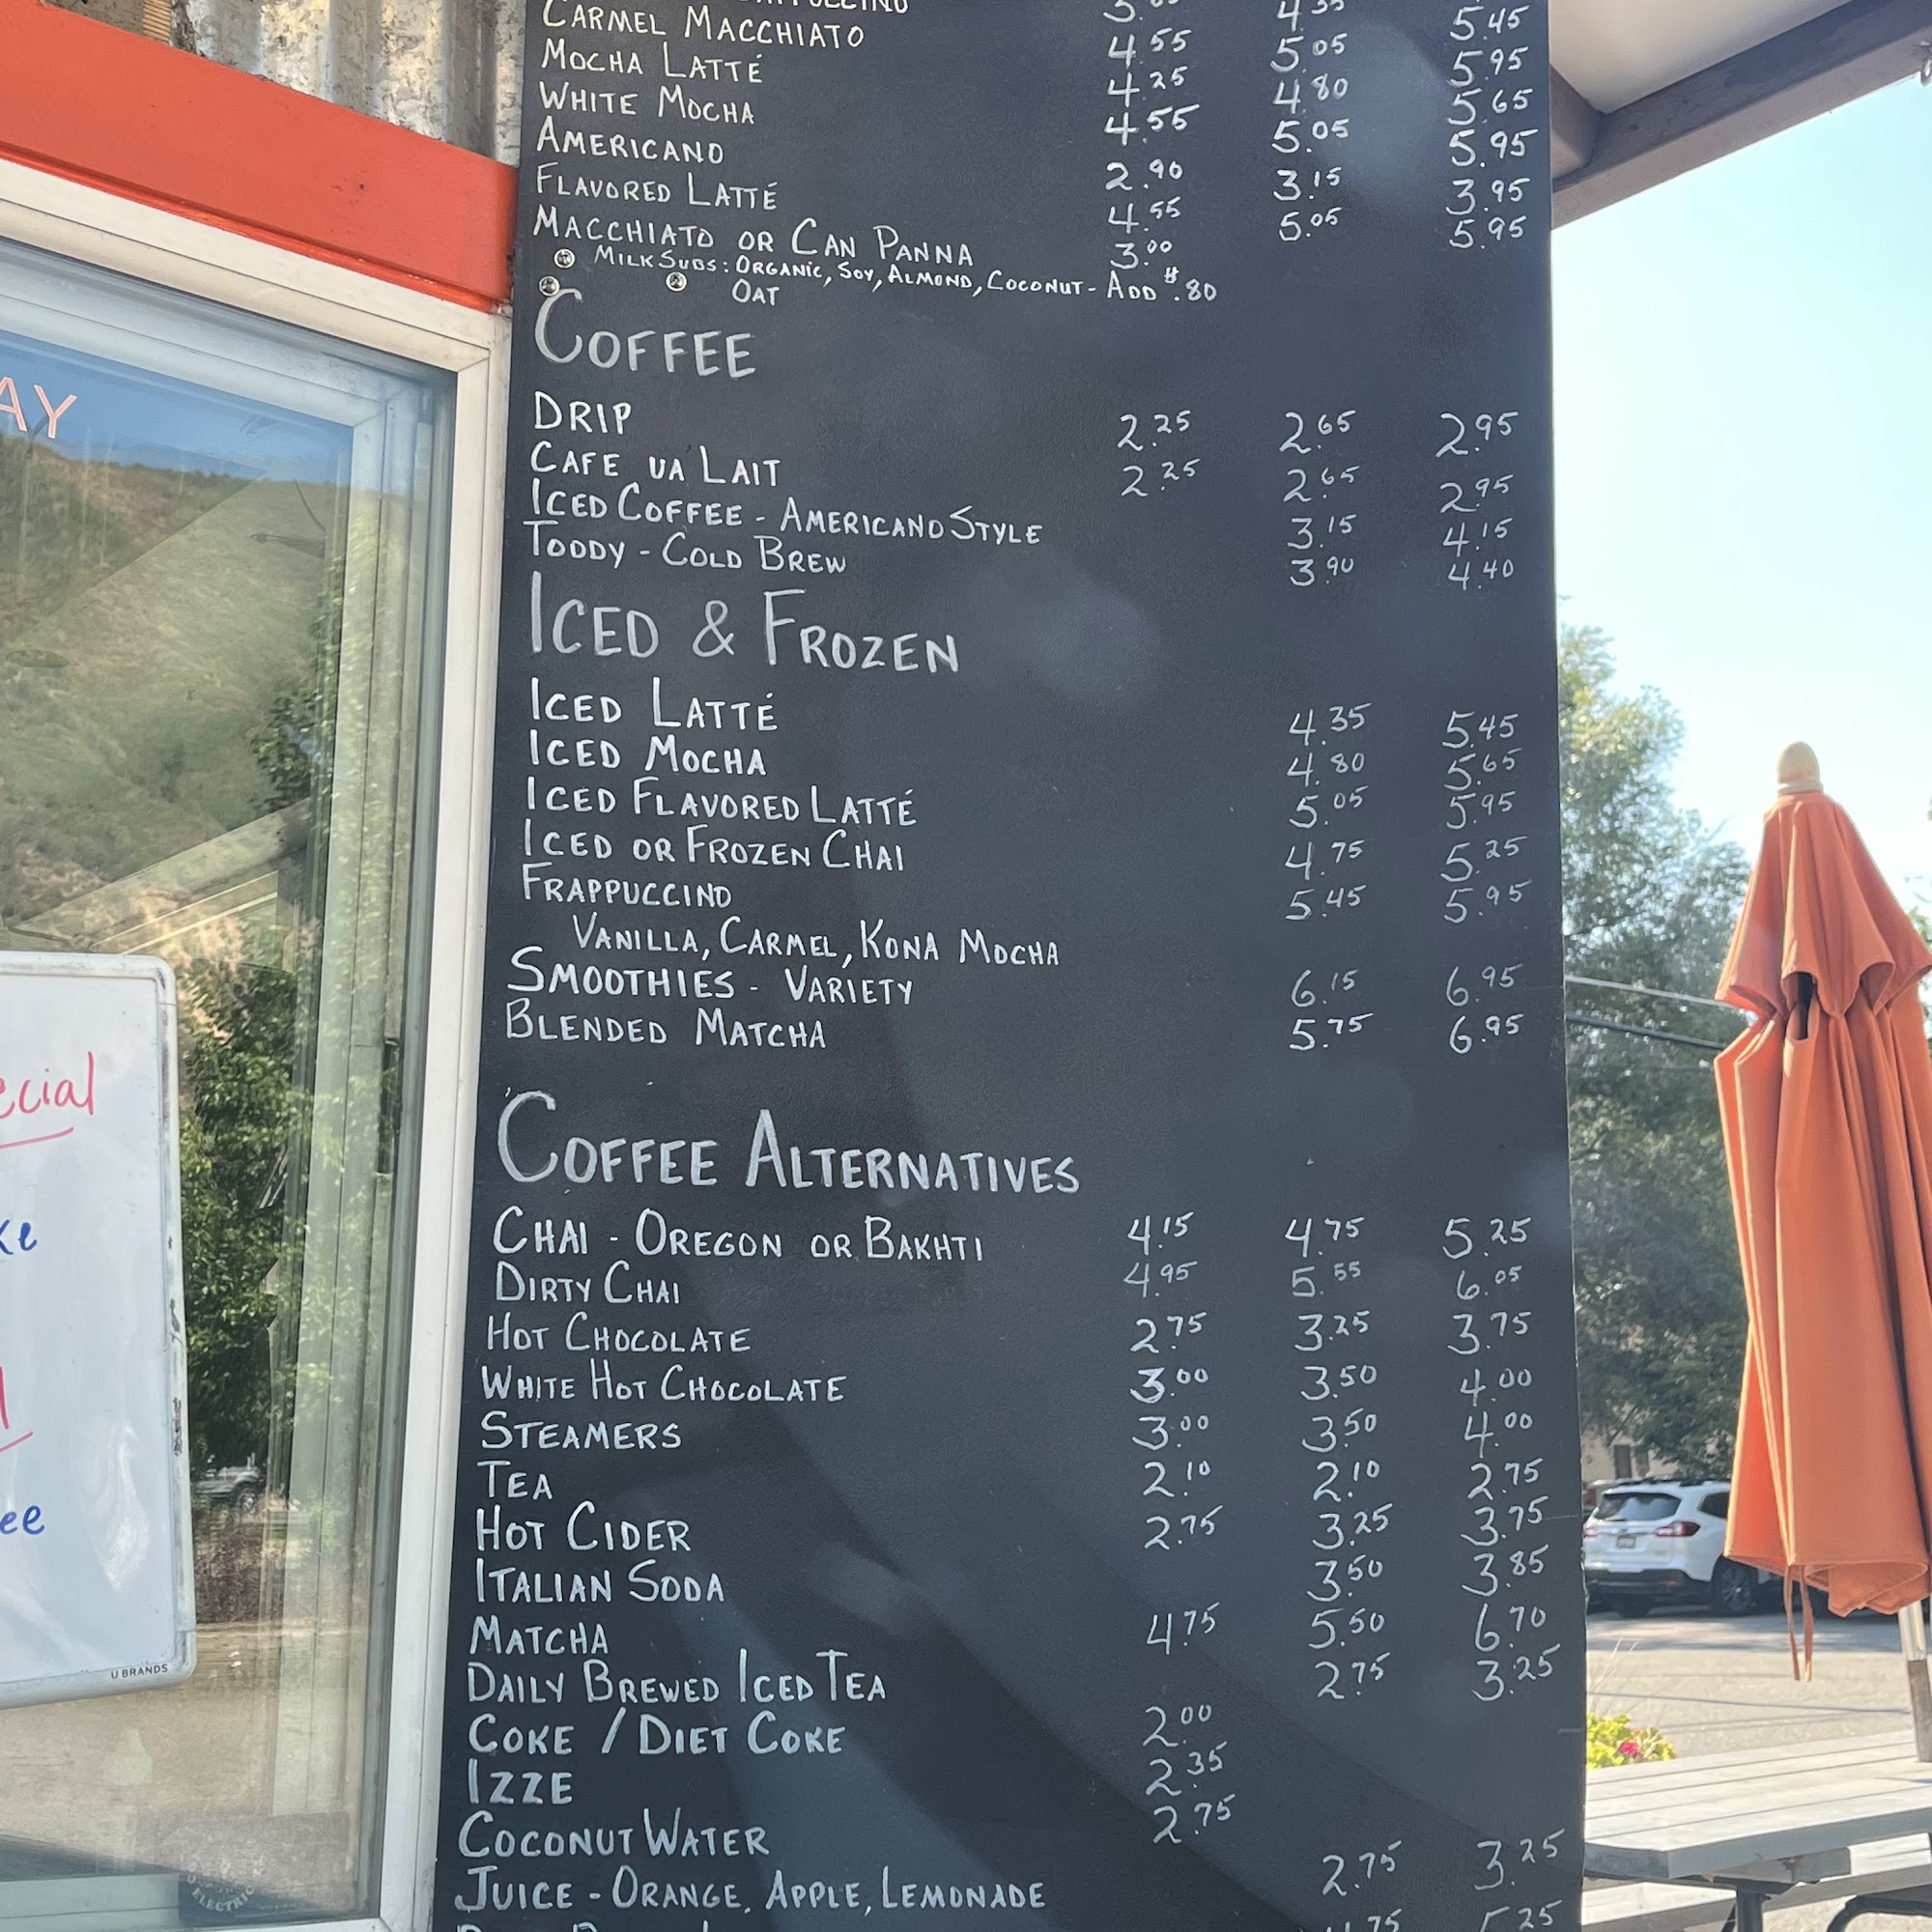 CARMEL MACCHIATO 4.55 5.05 5.95
MOCHA LATTÉ 4.25 4.80 5.65
WHITE MOCHA 4.55 5.05 5.95
AMERICANO 2.90 3.15 3.95
FLAVORED LATTÉ 4.55 5.05 5.95
MACCHIATO OR CAN PANNA 3.00
MILK SUBS: ORGANIC, SOY, ALMOND, COCONUT - ADD $.80
OAT
COFFEE
DRIP 2.25 2.65 2.95
CAFE UA LAIT 2.25 2.65 2.95
ICED COFFEE - AMERICANO STYLE 3.15 4.15
TODDY - COLD BREW 3.90 4.40
ICED & FROZEN
ICED LATTÉ 4.35 5.45
ICED MOCHA 4.80 5.65
ICED FLAVORED LATTÉ 5.05 5.95
ICED OR FROZEN CHAI 4.75 5.25
FRAPPUCCINO 5.45 5.95
VANILLA, CARMEL, KONA MOCHA
SMOOTHIES - VARIETY 6.15 6.95
BLENDED MATCHA 5.75 6.95
COFFEE ALTERNATIVES
CHAI - OREGON OR BAKHTI 4.15 4.75 5.25
DIRTY CHAI 4.95 5.55 6.05
HOT CHOCOLATE 2.75 3.25 3.75
WHITE HOT CHOCOLATE 3.00 3.50 4.00
STEAMERS 3.00 3.50 4.00
TEA 2.10 2.10 2.75
HOT CIDER 2.75 3.25 3.75
ITALIAN SODA 3.50 3.85
MATCHA 4.75 5.50 6.70
DAILY BREWED ICED TEA 2.75 3.25
COKE / DIET COKE 2.00
IZZE 2.35
COCONUT WATER 2.75
JUICE - ORANGE, APPLE, LEMONADE 2.75 3.25
AY
ecial
ke
ee
U BRANDS